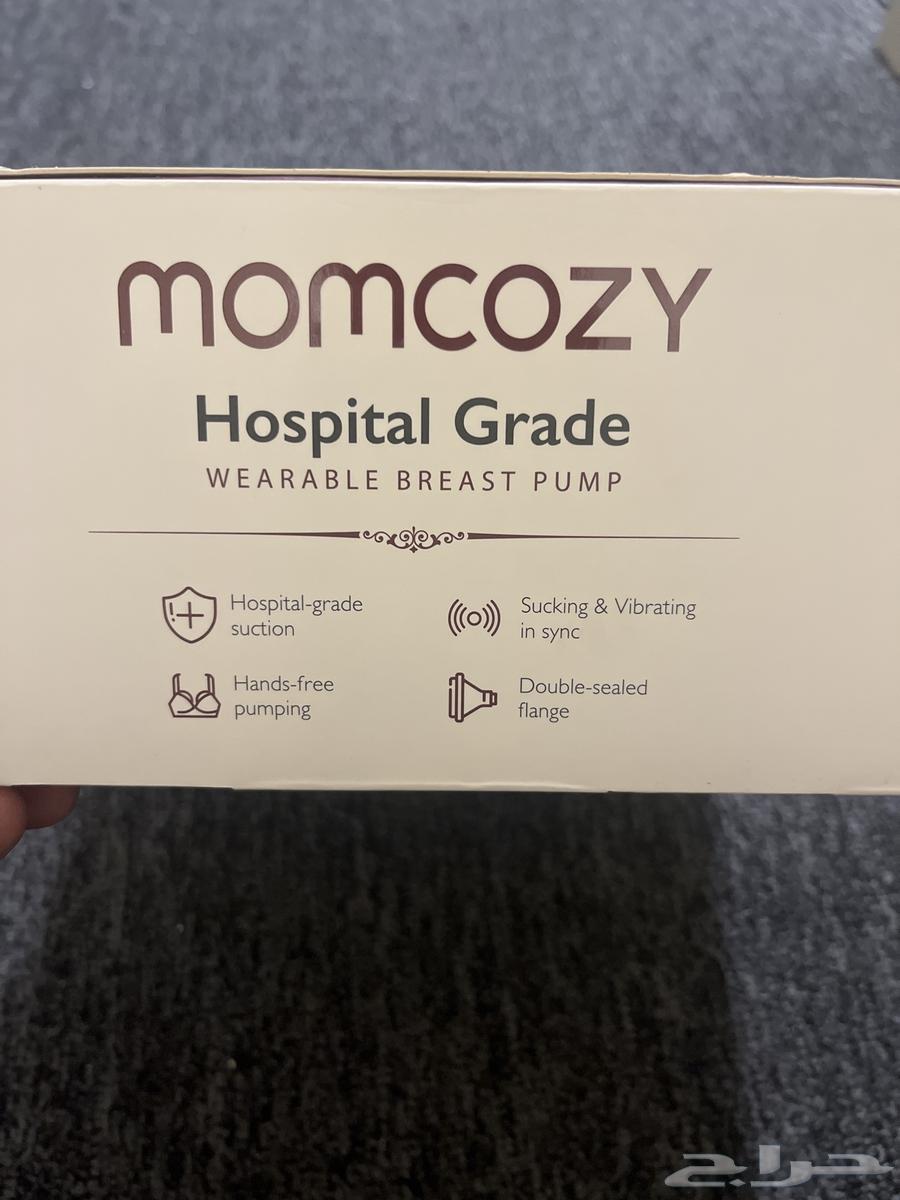 momcozy
Hospital Grade
WEARABLE BREAST PUMP
Hospital-grade
suction
Sucking & Vibrating
in sync
Hands-free
pumping
Double-sealed
flange
حراج